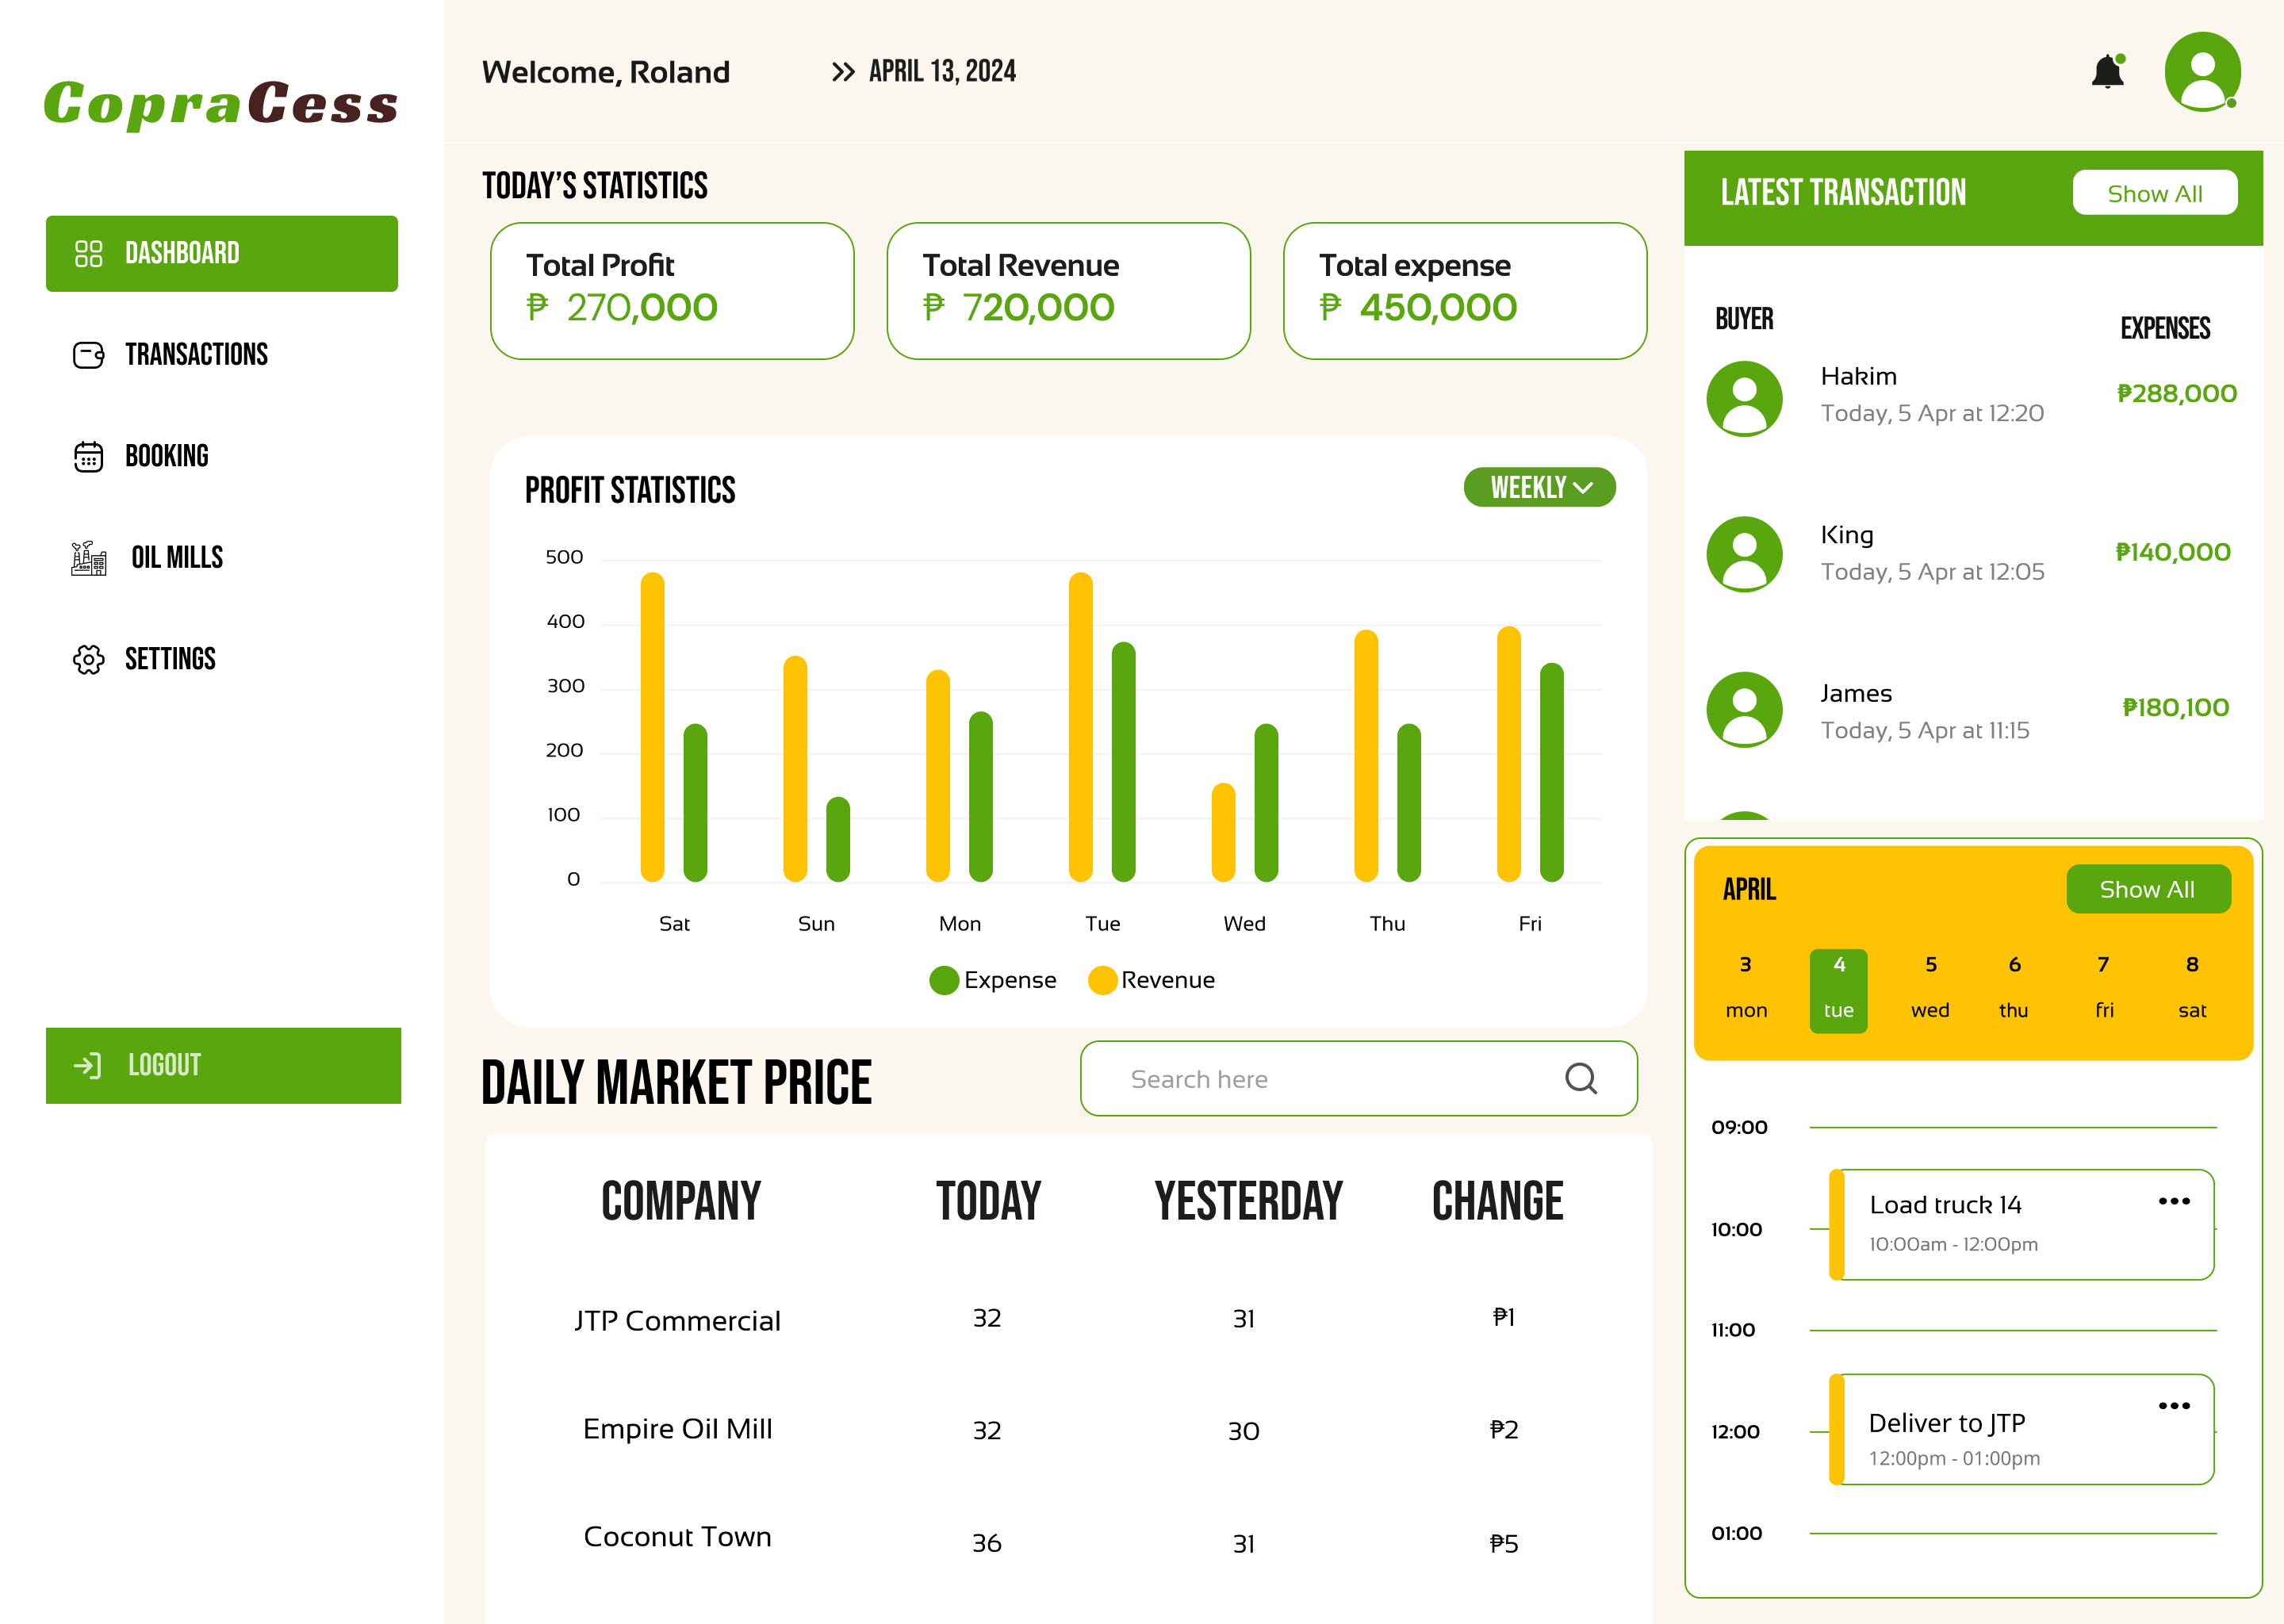 CopraCess
DASHBOARD
TRANSACTIONS
BOOKING
OIL MILLS
SETTINGS
LOGOUT
Welcome, Roland
APRIL 13, 2024
TODAY’S STATISTICS
Total Profit
₱ 270,000
Total Revenue
₱ 720,000
Total expense
₱ 450,000
PROFIT STATISTICS
WEEKLY
500
400
300
200
100
0
Sat Sun Mon Tue Wed Thu Fri
Expense Revenue
DAILY MARKET PRICE
Search here
COMPANY TODAY YESTERDAY CHANGE
JTP Commercial 32 31 ₱1
Empire Oil Mill 32 30 ₱2
Coconut Town 36 31 ₱5
LATEST TRANSACTION
Show All
BUYER EXPENSES
Hakim
₱288,000
Today, 5 Apr at 12:20
King
₱140,000
Today, 5 Apr at 12:05
James
₱180,100
Today, 5 Apr at 11:15
APRIL
Show All
3 4 5 6 7 8
mon tue wed thu fri sat
09:00
Load truck 14
10:00
10:00am - 12:00pm
11:00
Deliver to JTP
12:00
12:00pm - 01:00pm
01:00